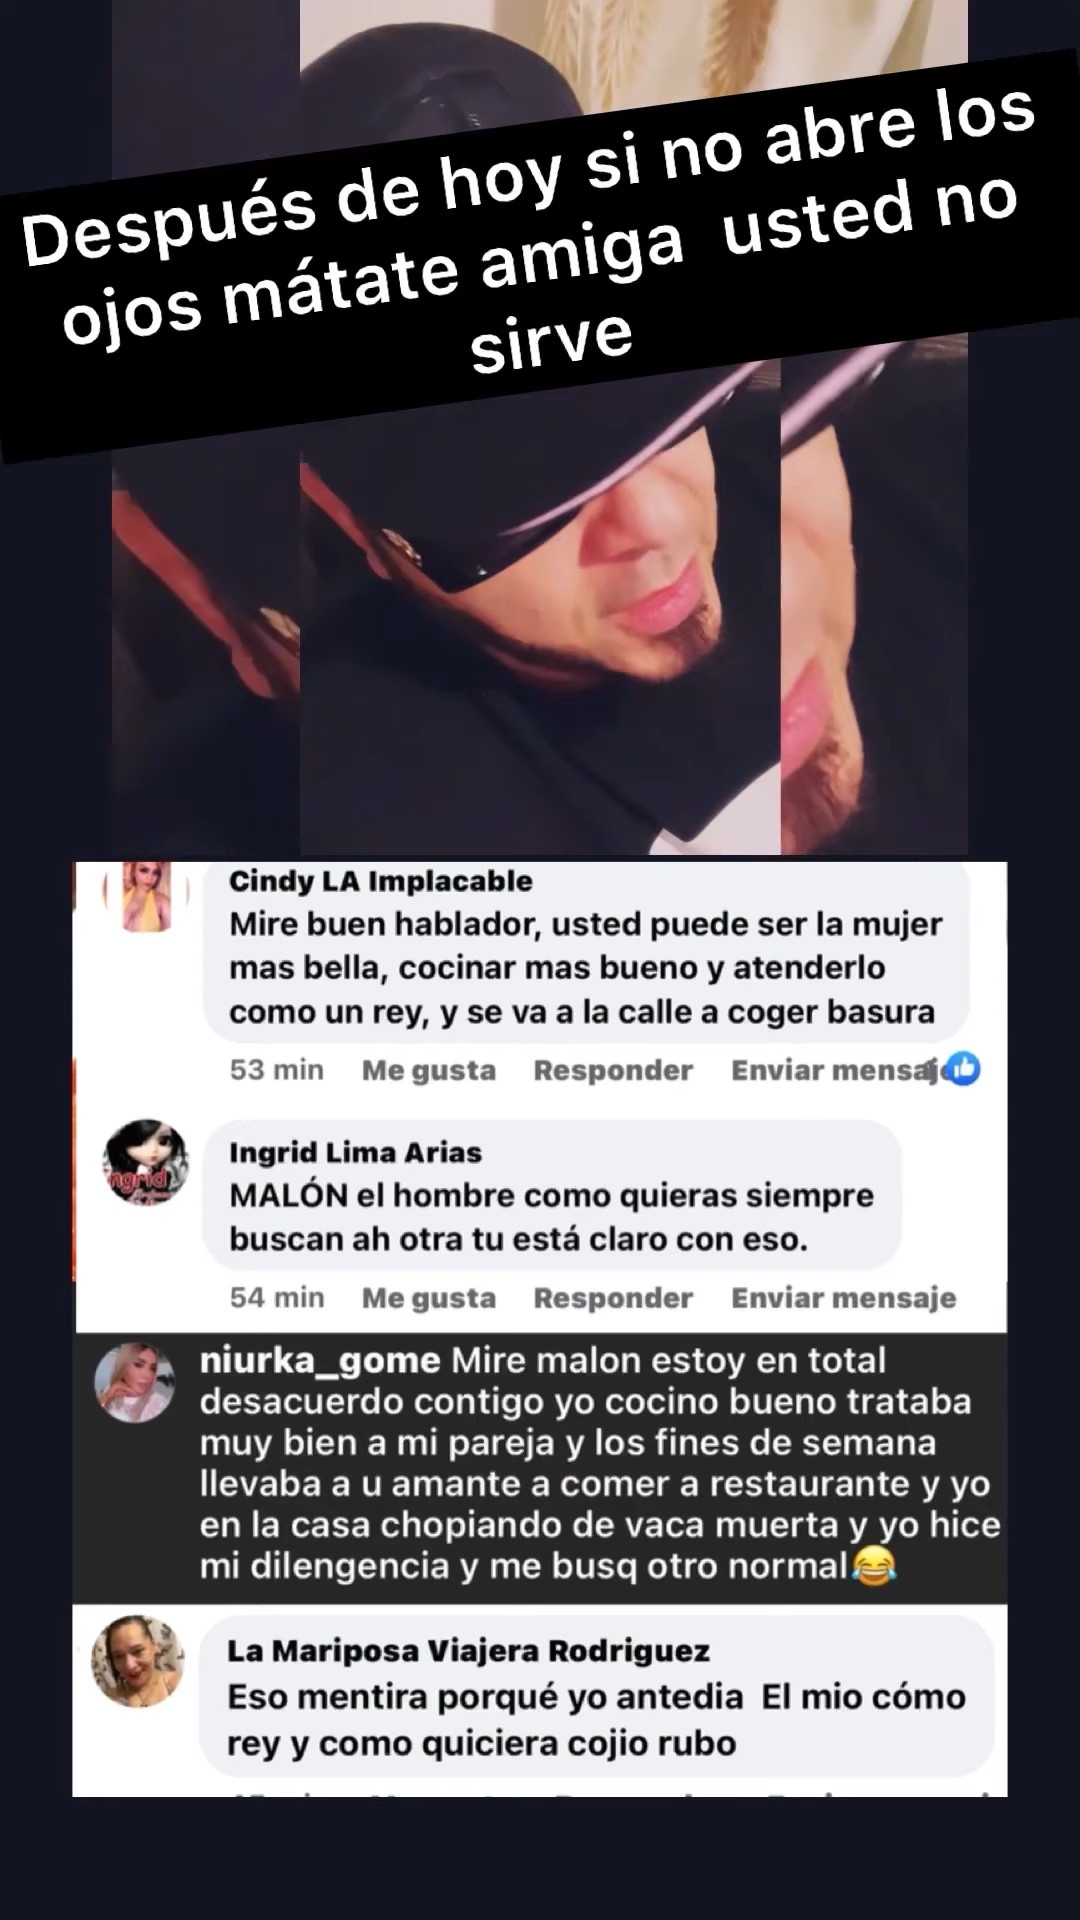 Después de hoy si no abre los
ojos mátate amiga usted no
sirve
Cindy LA Implacable
Mire buen hablador, usted puede ser la mujer
mas bella, cocinar mas bueno y atenderlo
como un rey, y se va a la calle a coger basura
53 min Me gusta Responder Enviar mensaje
Ingrid Lima Arias
MALÓN el hombre como quieras siempre
buscan ah otra tu está claro con eso.
54 min Me gusta Responder Enviar mensaje
niurka_gome Mire malon estoy en total
desacuerdo contigo yo cocino bueno trataba
muy bien a mi pareja y los fines de semana
llevaba a u amante a comer a restaurante y yo
en la casa chopiando de vaca muerta y yo hice
mi dilengencia y me busq otro normal😂
La Mariposa Viajera Rodriguez
Eso mentira porqué yo antedia El mio cómo
rey y como quiciera cojio rubo